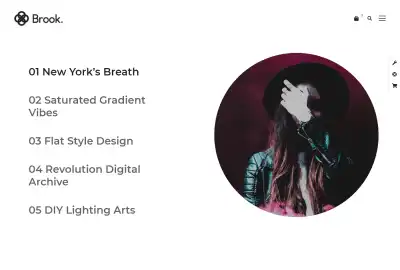 Brook.
01 New York's Breath
02 Saturated Gradient
Vibes
03 Flat Style Design
04 Revolution Digital
Archive
05 DIY Lighting Arts